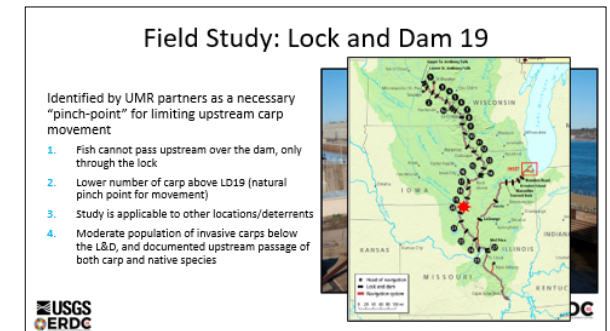 Field Study: Lock and Dam 19
Identified by UMR partners as a necessary
“pinch-point” for limiting upstream carp
movement
1. Fish cannot pass upstream over the dam, only
through the lock
2. Lower number of carp above LD19 (natural
pinch point for movement)
3. Study is applicable to other locations/deterrents
4. Moderate population of invasive carps below
the L&D, and documented upstream passage of
both carp and native species
USGS
ERDC
WISCONSIN
IOWA
ILLINOIS
INDIAN
KANSAS
MISSOURI
KENTUC
Head of navigation
Lock and dam
Navigation system
DC